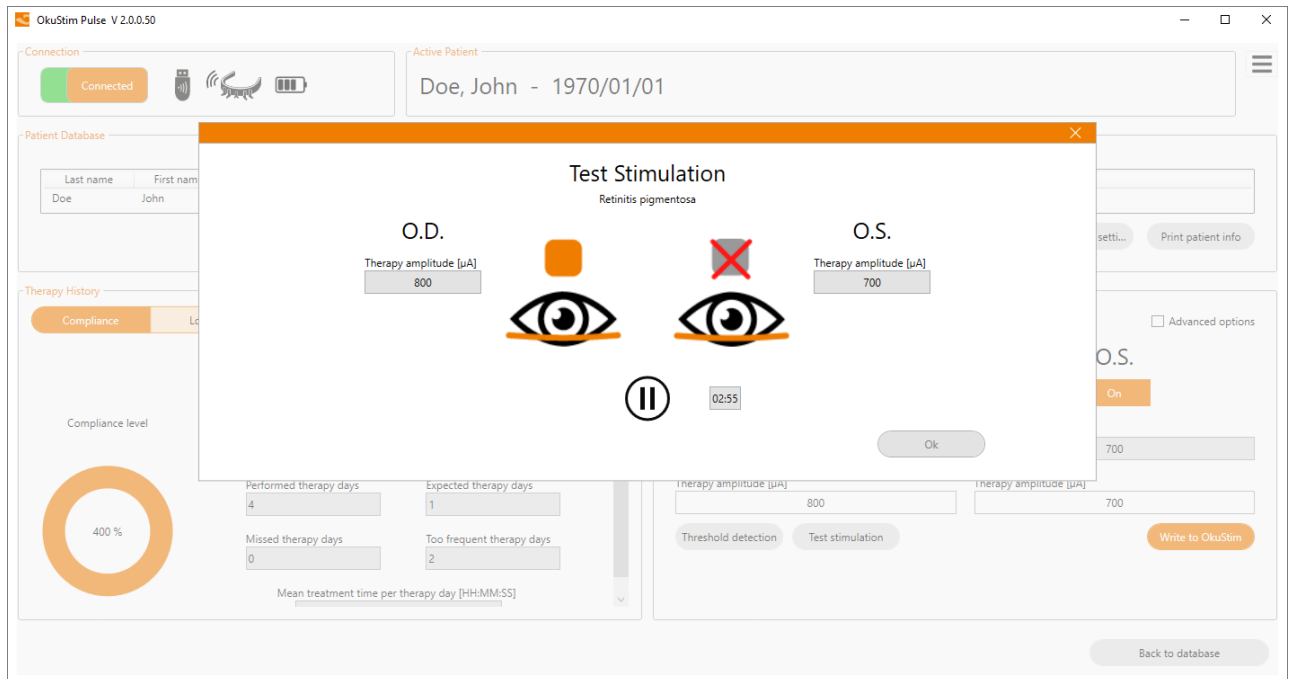 OkuStim Pulse V 2.0.0.50
Connection
Connected
Active Patient
Doe, John - 1970/01/01
Patient Database
Last name First nam
Doe John
setti... Print patient info
Test Stimulation
Retinitis pigmentosa
O.D.
Therapy amplitude [µA]
800
O.S.
Therapy amplitude [µA]
700
02:55
Ok
Therapy History
Compliance Lo
Compliance level
400 %
Performed therapy days Expected therapy days
4 1
Missed therapy days Too frequent therapy days
0 2
Mean treatment time per therapy day [HH:MM:SS]
Advanced options
O.S.
On
700
Therapy amplitude [µA] Therapy amplitude [µA]
800 700
Threshold detection Test stimulation Write to OkuStim
Back to database